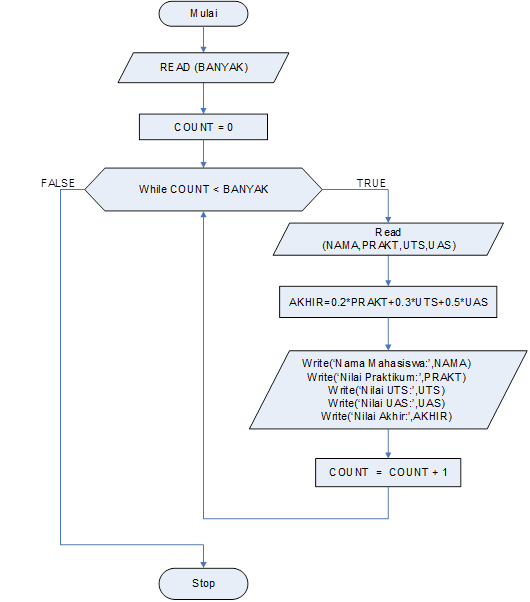 Mulai
READ (BANYAK)
COUNT = 0
While COUNT < BANYAK
FALSE
TRUE
Read
(NAMA,PRAKT,UTS,UAS)
AKHIR=0.2*PRAKT+0.3*UTS+0.5*UAS
Write(‘Nama Mahasiswa:’,NAMA)
Write(‘Nilai Praktikum:’,PRAKT)
Write(‘Nilai UTS:’,UTS)
Write(‘Nilai UAS:’,UAS)
Write(‘Nilai Akhir:’,AKHIR)
COUNT = COUNT + 1
Stop